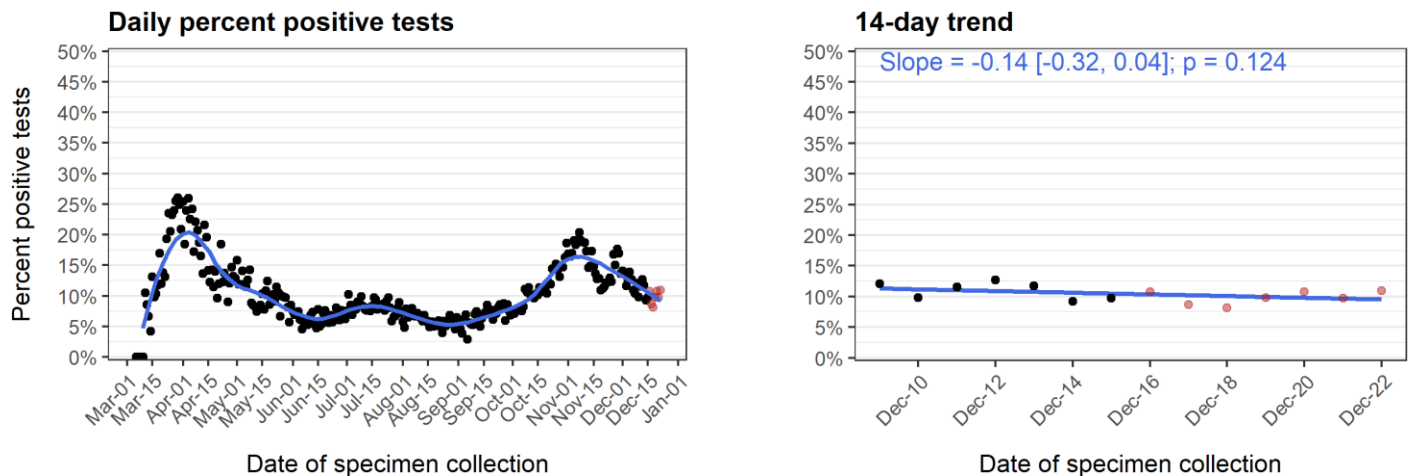 Daily percent positive tests
Percent positive tests
50%
45%
40%
35%
30%
25%
20%
15%
10%
5%
0%
Mar-01
Mar-15
Apr-01
Apr-15
May-01
May-15
Jun-01
Jun-15
Jul-01
Jul-15
Aug-01
Aug-15
Sep-01
Sep-15
Oct-01
Oct-15
Nov-01
Nov-15
Dec-01
Dec-15
Jan-01
Date of specimen collection
14-day trend
Slope = -0.14 [-0.32, 0.04]; p = 0.124
50%
45%
40%
35%
30%
25%
20%
15%
10%
5%
0%
Dec-10
Dec-12
Dec-14
Dec-16
Dec-18
Dec-20
Dec-22
Date of specimen collection